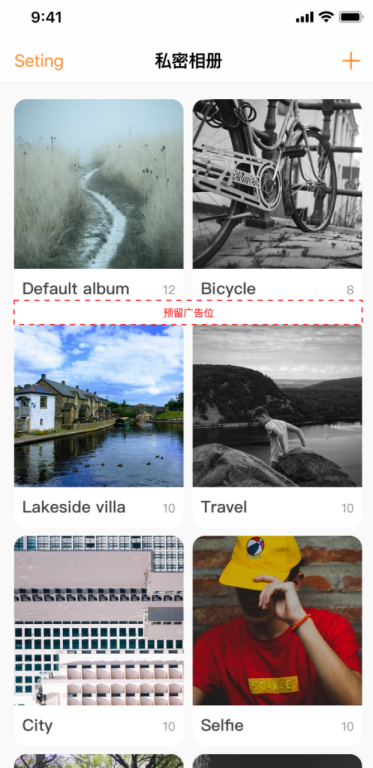 9:41
Seting
私密相册
+
Default album 12
Bicycle 8
预留广告位
Lakeside villa 10
Travel 10
City 10
Selfie 10